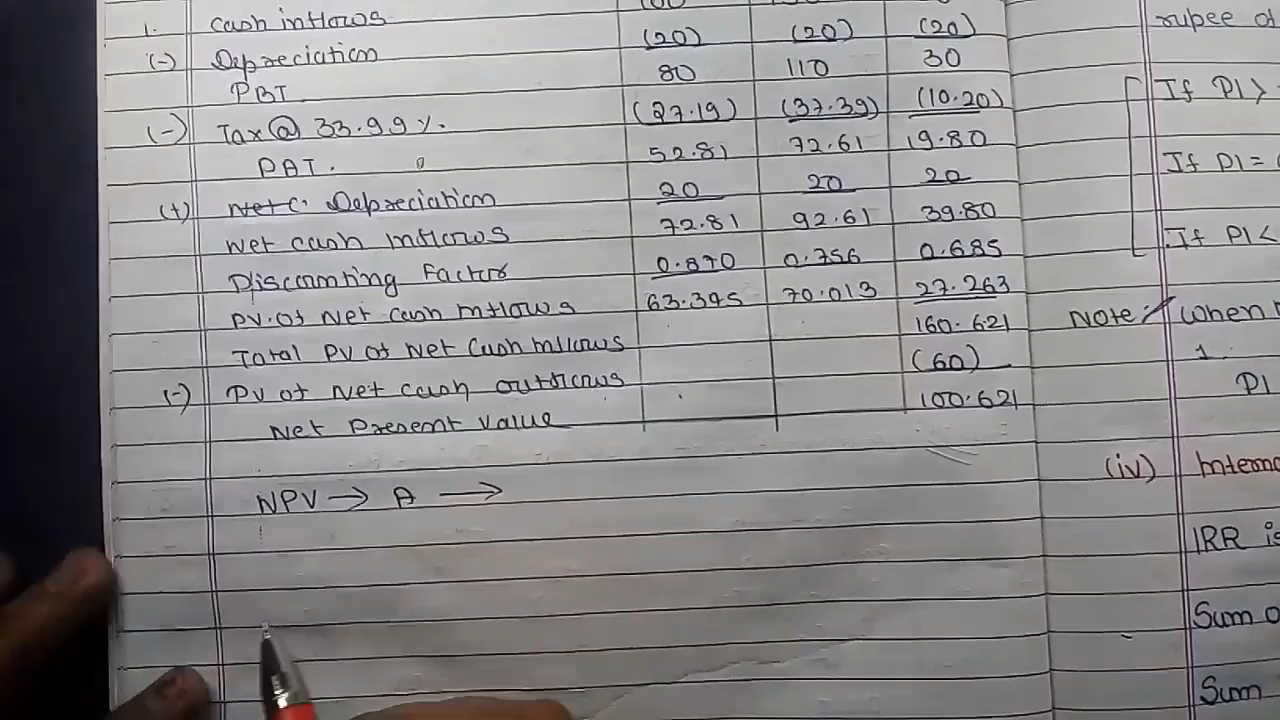 1. Cash inflows
(-) Depreciation (20) (20) (20)
PBT 80 110 30
(-) Tax @ 33.99 %. (27.19) (37.39) (10.20)
PAT. 52.81 72.61 19.80
(+) Net C. Depreciation 20 20 20
Net cash Inflows 72.81 92.61 39.80
Discounting Factor 0.870 0.756 0.685
PV. of Net cash inflows 63.345 70.013 27.263
Total PV of Net Cash inflows 160.621
(-) PV of Net cash outflows (60)
Net Present Value 100.621
NPV → A →
rupee of
If PI >
If PI =
If PI <
Note: When
1.
PI
(iv) Interna
IRR is
Sum o
Sum